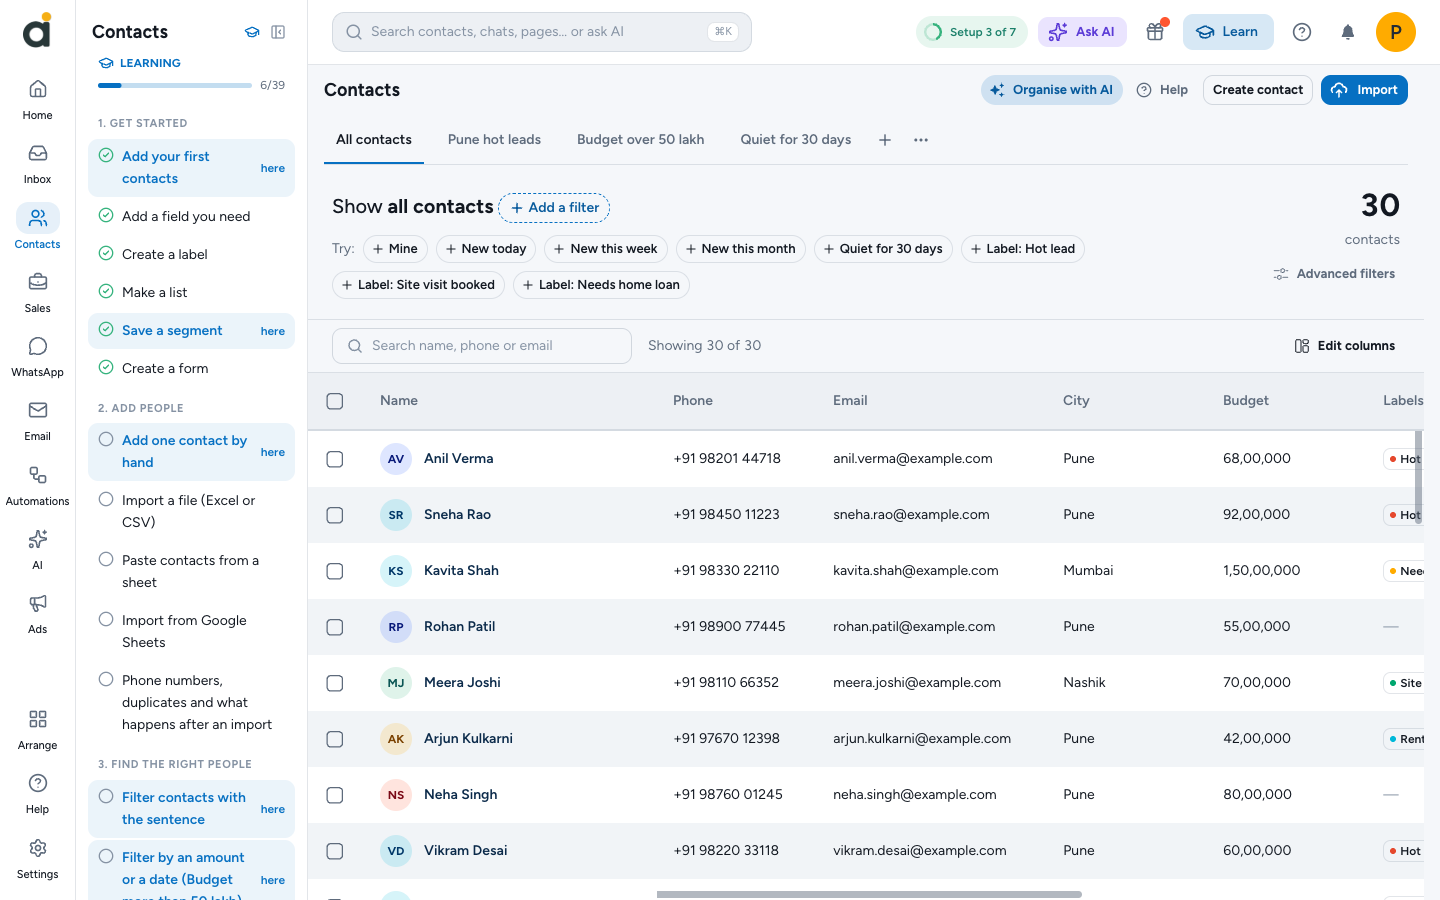 a
Contacts
Search contacts, chats, pages... or ask AI
⌘K
Setup 3 of 7
Ask AI
Learn
P
Home
Inbox
Contacts
Sales
WhatsApp
Email
Automations
AI
Ads
Arrange
Help
Settings
LEARNING
6/39
1. GET STARTED
Add your first
contacts
here
Add a field you need
Create a label
Make a list
Save a segment
here
Create a form
2. ADD PEOPLE
Add one contact by
hand
here
Import a file (Excel or
CSV)
Paste contacts from a
sheet
Import from Google
Sheets
Phone numbers,
duplicates and what
happens after an import
3. FIND THE RIGHT PEOPLE
Filter contacts with
the sentence
here
Filter by an amount
or a date (Budget
more than 50 lakh)
here
Contacts
Organise with AI
Help
Create contact
Import
All contacts
Pune hot leads
Budget over 50 lakh
Quiet for 30 days
Show all contacts
+ Add a filter
30
contacts
Try:
+ Mine
+ New today
+ New this week
+ New this month
+ Quiet for 30 days
+ Label: Hot lead
+ Label: Site visit booked
+ Label: Needs home loan
Advanced filters
Search name, phone or email
Showing 30 of 30
Edit columns
Name Phone Email City Budget Labels
AV Anil Verma +91 98201 44718 anil.verma@example.com Pune 68,00,000 Hot
SR Sneha Rao +91 98450 11223 sneha.rao@example.com Pune 92,00,000 Hot
KS Kavita Shah +91 98330 22110 kavita.shah@example.com Mumbai 1,50,00,000
RP Rohan Patil +91 98900 77445 rohan.patil@example.com Pune 55,00,000 —
MJ Meera Joshi +91 98110 66352 meera.joshi@example.com Nashik 70,00,000 Site
AK Arjun Kulkarni +91 97670 12398 arjun.kulkarni@example.com Pune 42,00,000 Rent
NS Neha Singh +91 98760 01245 neha.singh@example.com Pune 80,00,000 —
VD Vikram Desai +91 98220 33118 vikram.desai@example.com Pune 60,00,000 Hot